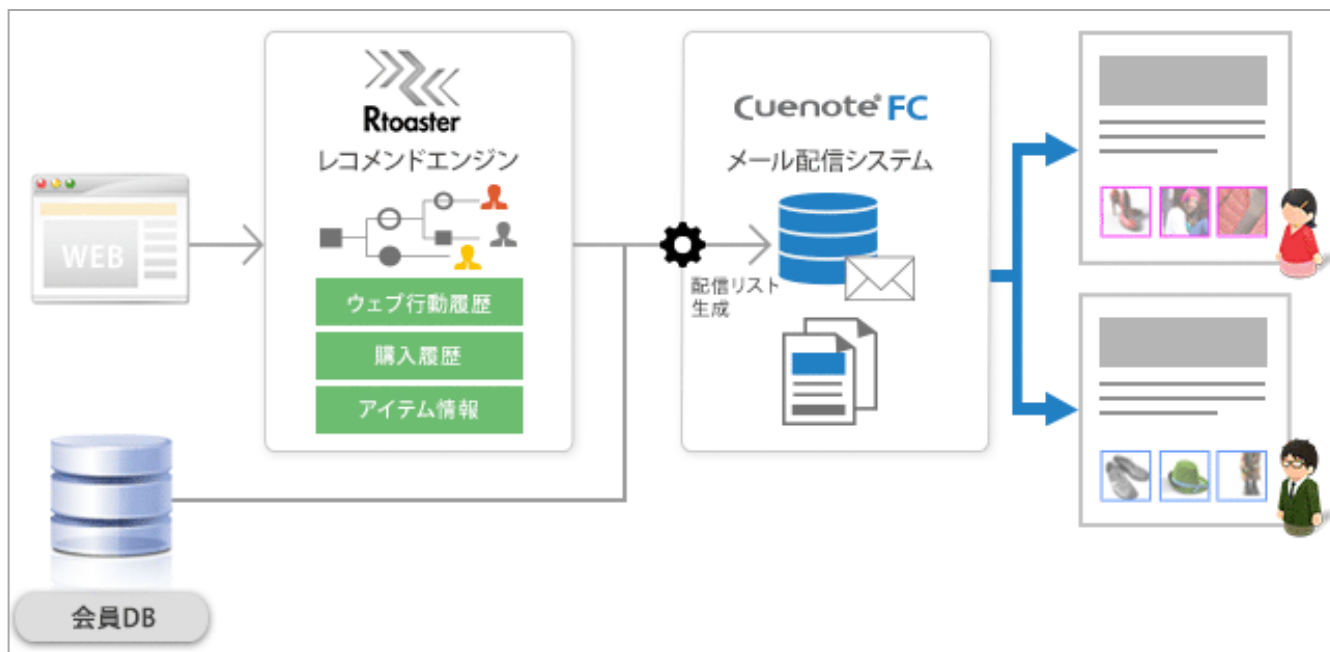 Rtoaster
レコメンドエンジン
WEB
ウェブ行動履歴
購入履歴
アイテム情報
Cuenote® FC
メール配信システム
配信リスト
生成
会員DB